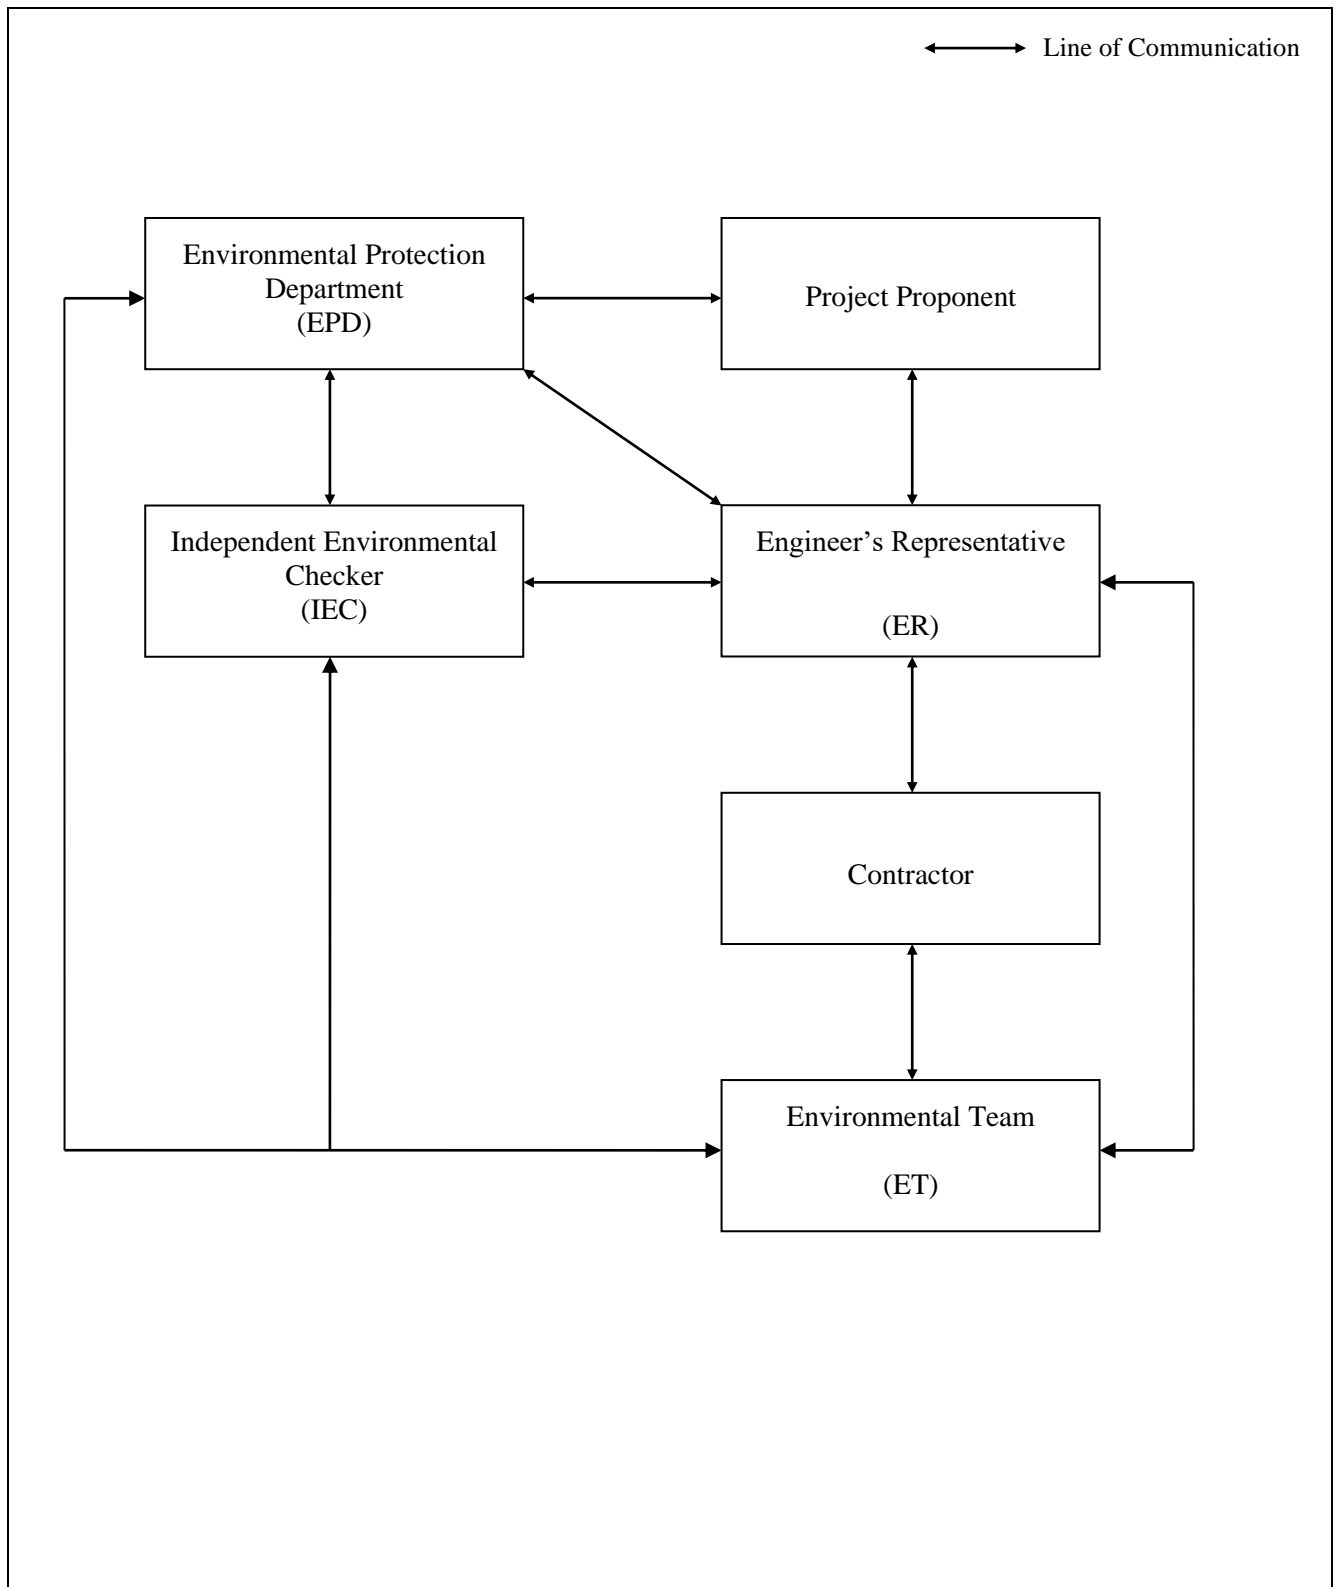 Line of Communication
Environmental Protection
Department
(EPD)
Project Proponent
Independent Environmental
Checker
(IEC)
Engineer’s Representative
(ER)
Contractor
Environmental Team
(ET)